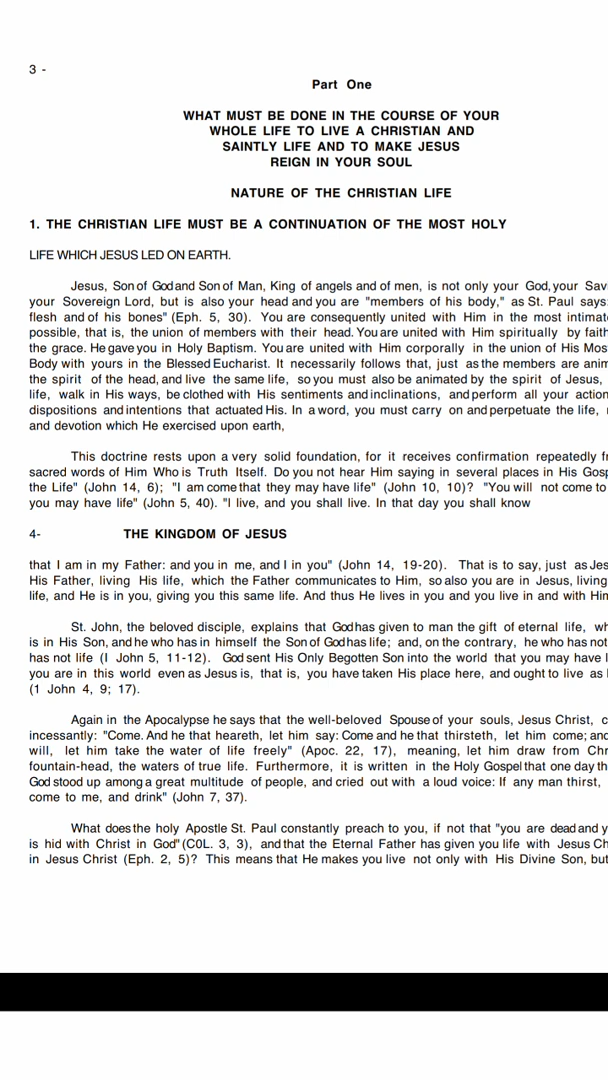 3 -
Part One
WHAT MUST BE DONE IN THE COURSE OF YOUR
WHOLE LIFE TO LIVE A CHRISTIAN AND
SAINTLY LIFE AND TO MAKE JESUS
REIGN IN YOUR SOUL
NATURE OF THE CHRISTIAN LIFE
1. THE CHRISTIAN LIFE MUST BE A CONTINUATION OF THE MOST HOLY
LIFE WHICH JESUS LED ON EARTH.
Jesus, Son of God and Son of Man, King of angels and of men, is not only your God, your Sav
your Sovereign Lord, but is also your head and you are "members of his body," as St. Paul says:
flesh and of his bones" (Eph. 5, 30). You are consequently united with Him in the most intimat
possible, that is, the union of members with their head. You are united with Him spiritually by faith
the grace. He gave you in Holy Baptism. You are united with Him corporally in the union of His Mos
Body with yours in the Blessed Eucharist. It necessarily follows that, just as the members are anim
the spirit of the head, and live the same life, so you must also be animated by the spirit of Jesus,
life, walk in His ways, be clothed with His sentiments and inclinations, and perform all your action
dispositions and intentions that actuated His. In a word, you must carry on and perpetuate the life,
and devotion which He exercised upon earth,
This doctrine rests upon a very solid foundation, for it receives confirmation repeatedly fr
sacred words of Him Who is Truth Itself. Do you not hear Him saying in several places in His Gosp
the Life" (John 14, 6); "I am come that they may have life" (John 10, 10)? "You will not come to
you may have life" (John 5, 40). "I live, and you shall live. In that day you shall know
4- THE KINGDOM OF JESUS
that I am in my Father: and you in me, and I in you" (John 14, 19-20). That is to say, just as Jes
His Father, living His life, which the Father communicates to Him, so also you are in Jesus, living
life, and He is in you, giving you this same life. And thus He lives in you and you live in and with Him
St. John, the beloved disciple, explains that God has given to man the gift of eternal life, wh
is in His Son, and he who has in himself the Son of God has life; and, on the contrary, he who has not
has not life (I John 5, 11-12). God sent His Only Begotten Son into the world that you may have l
you are in this world even as Jesus is, that is, you have taken His place here, and ought to live as
(1 John 4, 9; 17).
Again in the Apocalypse he says that the well-beloved Spouse of your souls, Jesus Christ, c
incessantly: "Come. And he that heareth, let him say: Come and he that thirsteth, let him come; and
will, let him take the water of life freely" (Apoc. 22, 17), meaning, let him draw from Chr
fountain-head, the waters of true life. Furthermore, it is written in the Holy Gospel that one day th
God stood up among a great multitude of people, and cried out with a loud voice: If any man thirst,
come to me, and drink" (John 7, 37).
What does the holy Apostle St. Paul constantly preach to you, if not that "you are dead and y
is hid with Christ in God" (C0L. 3, 3), and that the Eternal Father has given you life with Jesus Ch
in Jesus Christ (Eph. 2, 5)? This means that He makes you live not only with His Divine Son, but